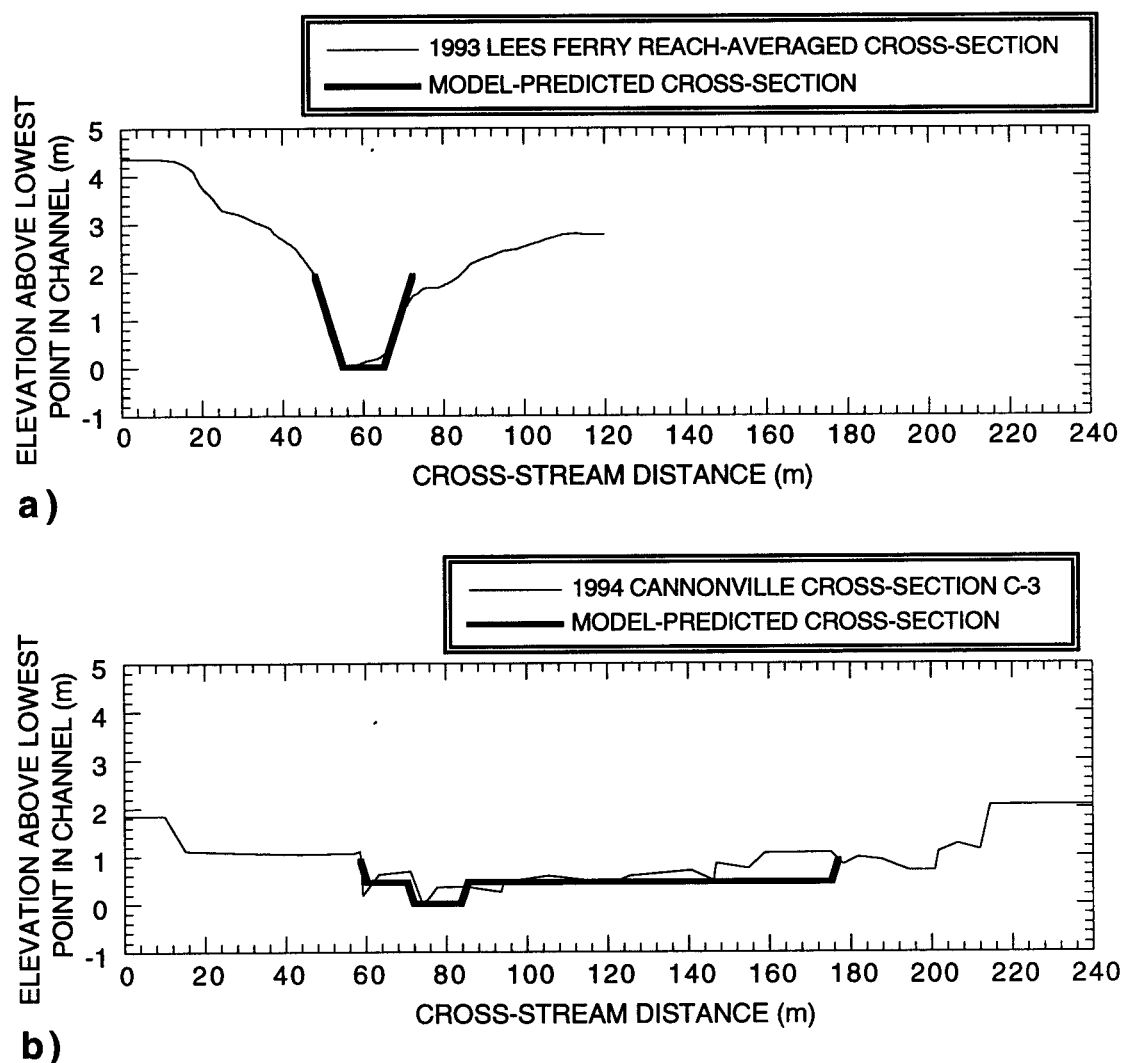 1993 LEES FERRY REACH-AVERAGED CROSS-SECTION
MODEL-PREDICTED CROSS-SECTION
ELEVATION ABOVE LOWEST
POINT IN CHANNEL (m)
5
4
3
2
1
0
-1
0 20 40 60 80 100 120 140 160 180 200 220 240
CROSS-STREAM DISTANCE (m)
a)
1994 CANNONVILLE CROSS-SECTION C-3
MODEL-PREDICTED CROSS-SECTION
ELEVATION ABOVE LOWEST
POINT IN CHANNEL (m)
5
4
3
2
1
0
-1
0 20 40 60 80 100 120 140 160 180 200 220 240
CROSS-STREAM DISTANCE (m)
b)